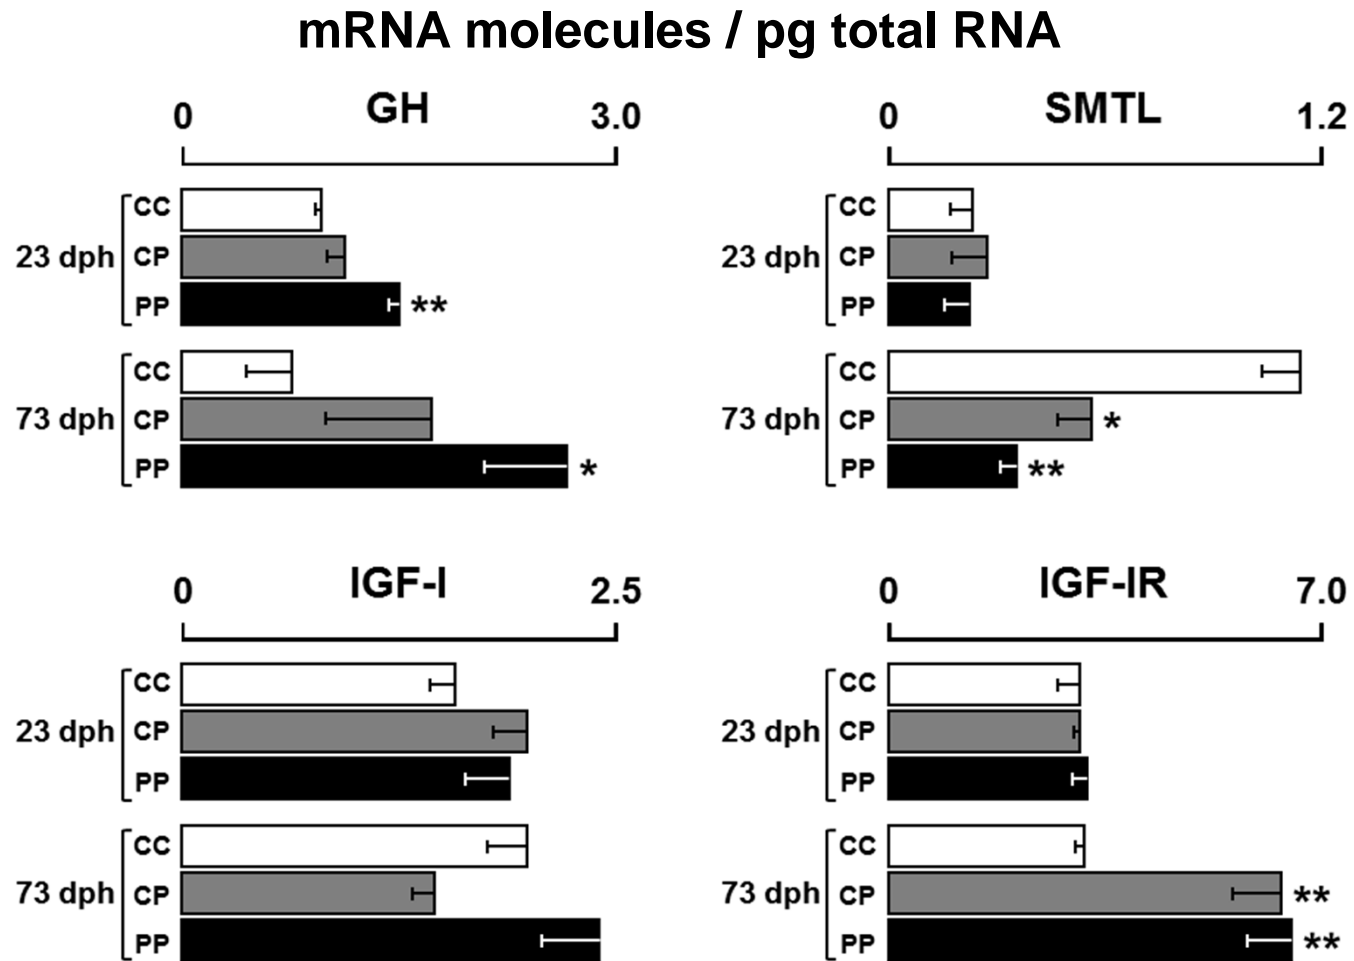 mRNA molecules / pg total RNA
0 GH 3.0
23 dph
CC
CP
PP **
73 dph
CC
CP
PP *
0 SMTL 1.2
23 dph
CC
CP
PP
73 dph
CC
CP *
PP **
0 IGF-I 2.5
23 dph
CC
CP
PP
73 dph
CC
CP
PP
0 IGF-IR 7.0
23 dph
CC
CP
PP
73 dph
CC
CP **
PP **